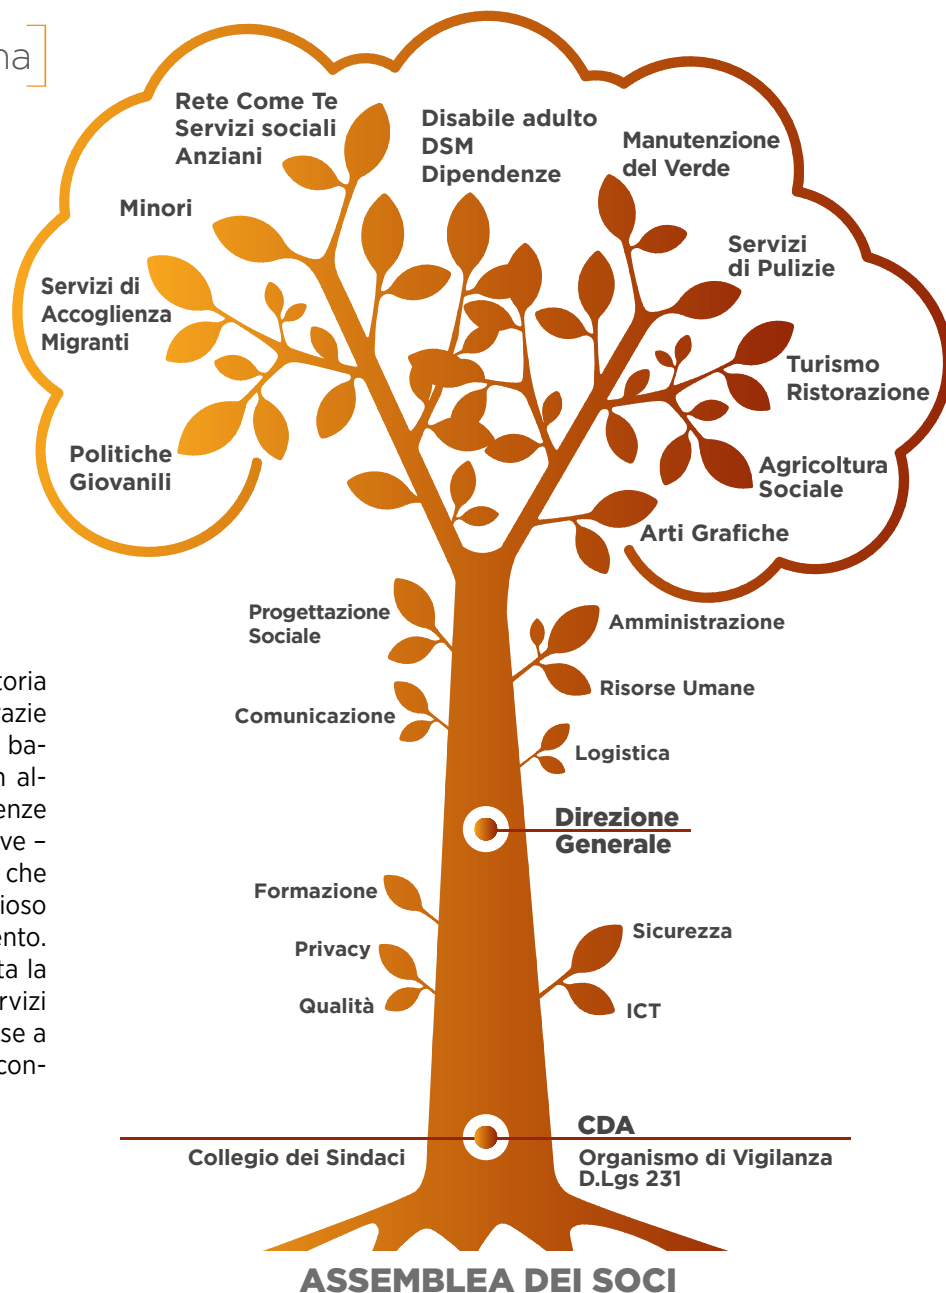 na
Rete Come Te
Servizi sociali
Anziani
Disabile adulto
DSM
Dipendenze
Manutenzione
del Verde
Minori
Servizi
di Pulizie
Servizi di
Accoglienza
Migranti
Turismo
Ristorazione
Politiche
Giovanili
Agricoltura
Sociale
Arti Grafiche
Progettazione
Sociale
Amministrazione
Risorse Umane
Comunicazione
Logistica
Direzione
Generale
Formazione
Sicurezza
Privacy
Qualità
ICT
CDA
Collegio dei Sindaci
Organismo di Vigilanza
D.Lgs 231
ASSEMBLEA DEI SOCI
toria
razie
ba-
n al-
enze
ve –
che
ioso
ento.
ta la
rvizi
se a
con-